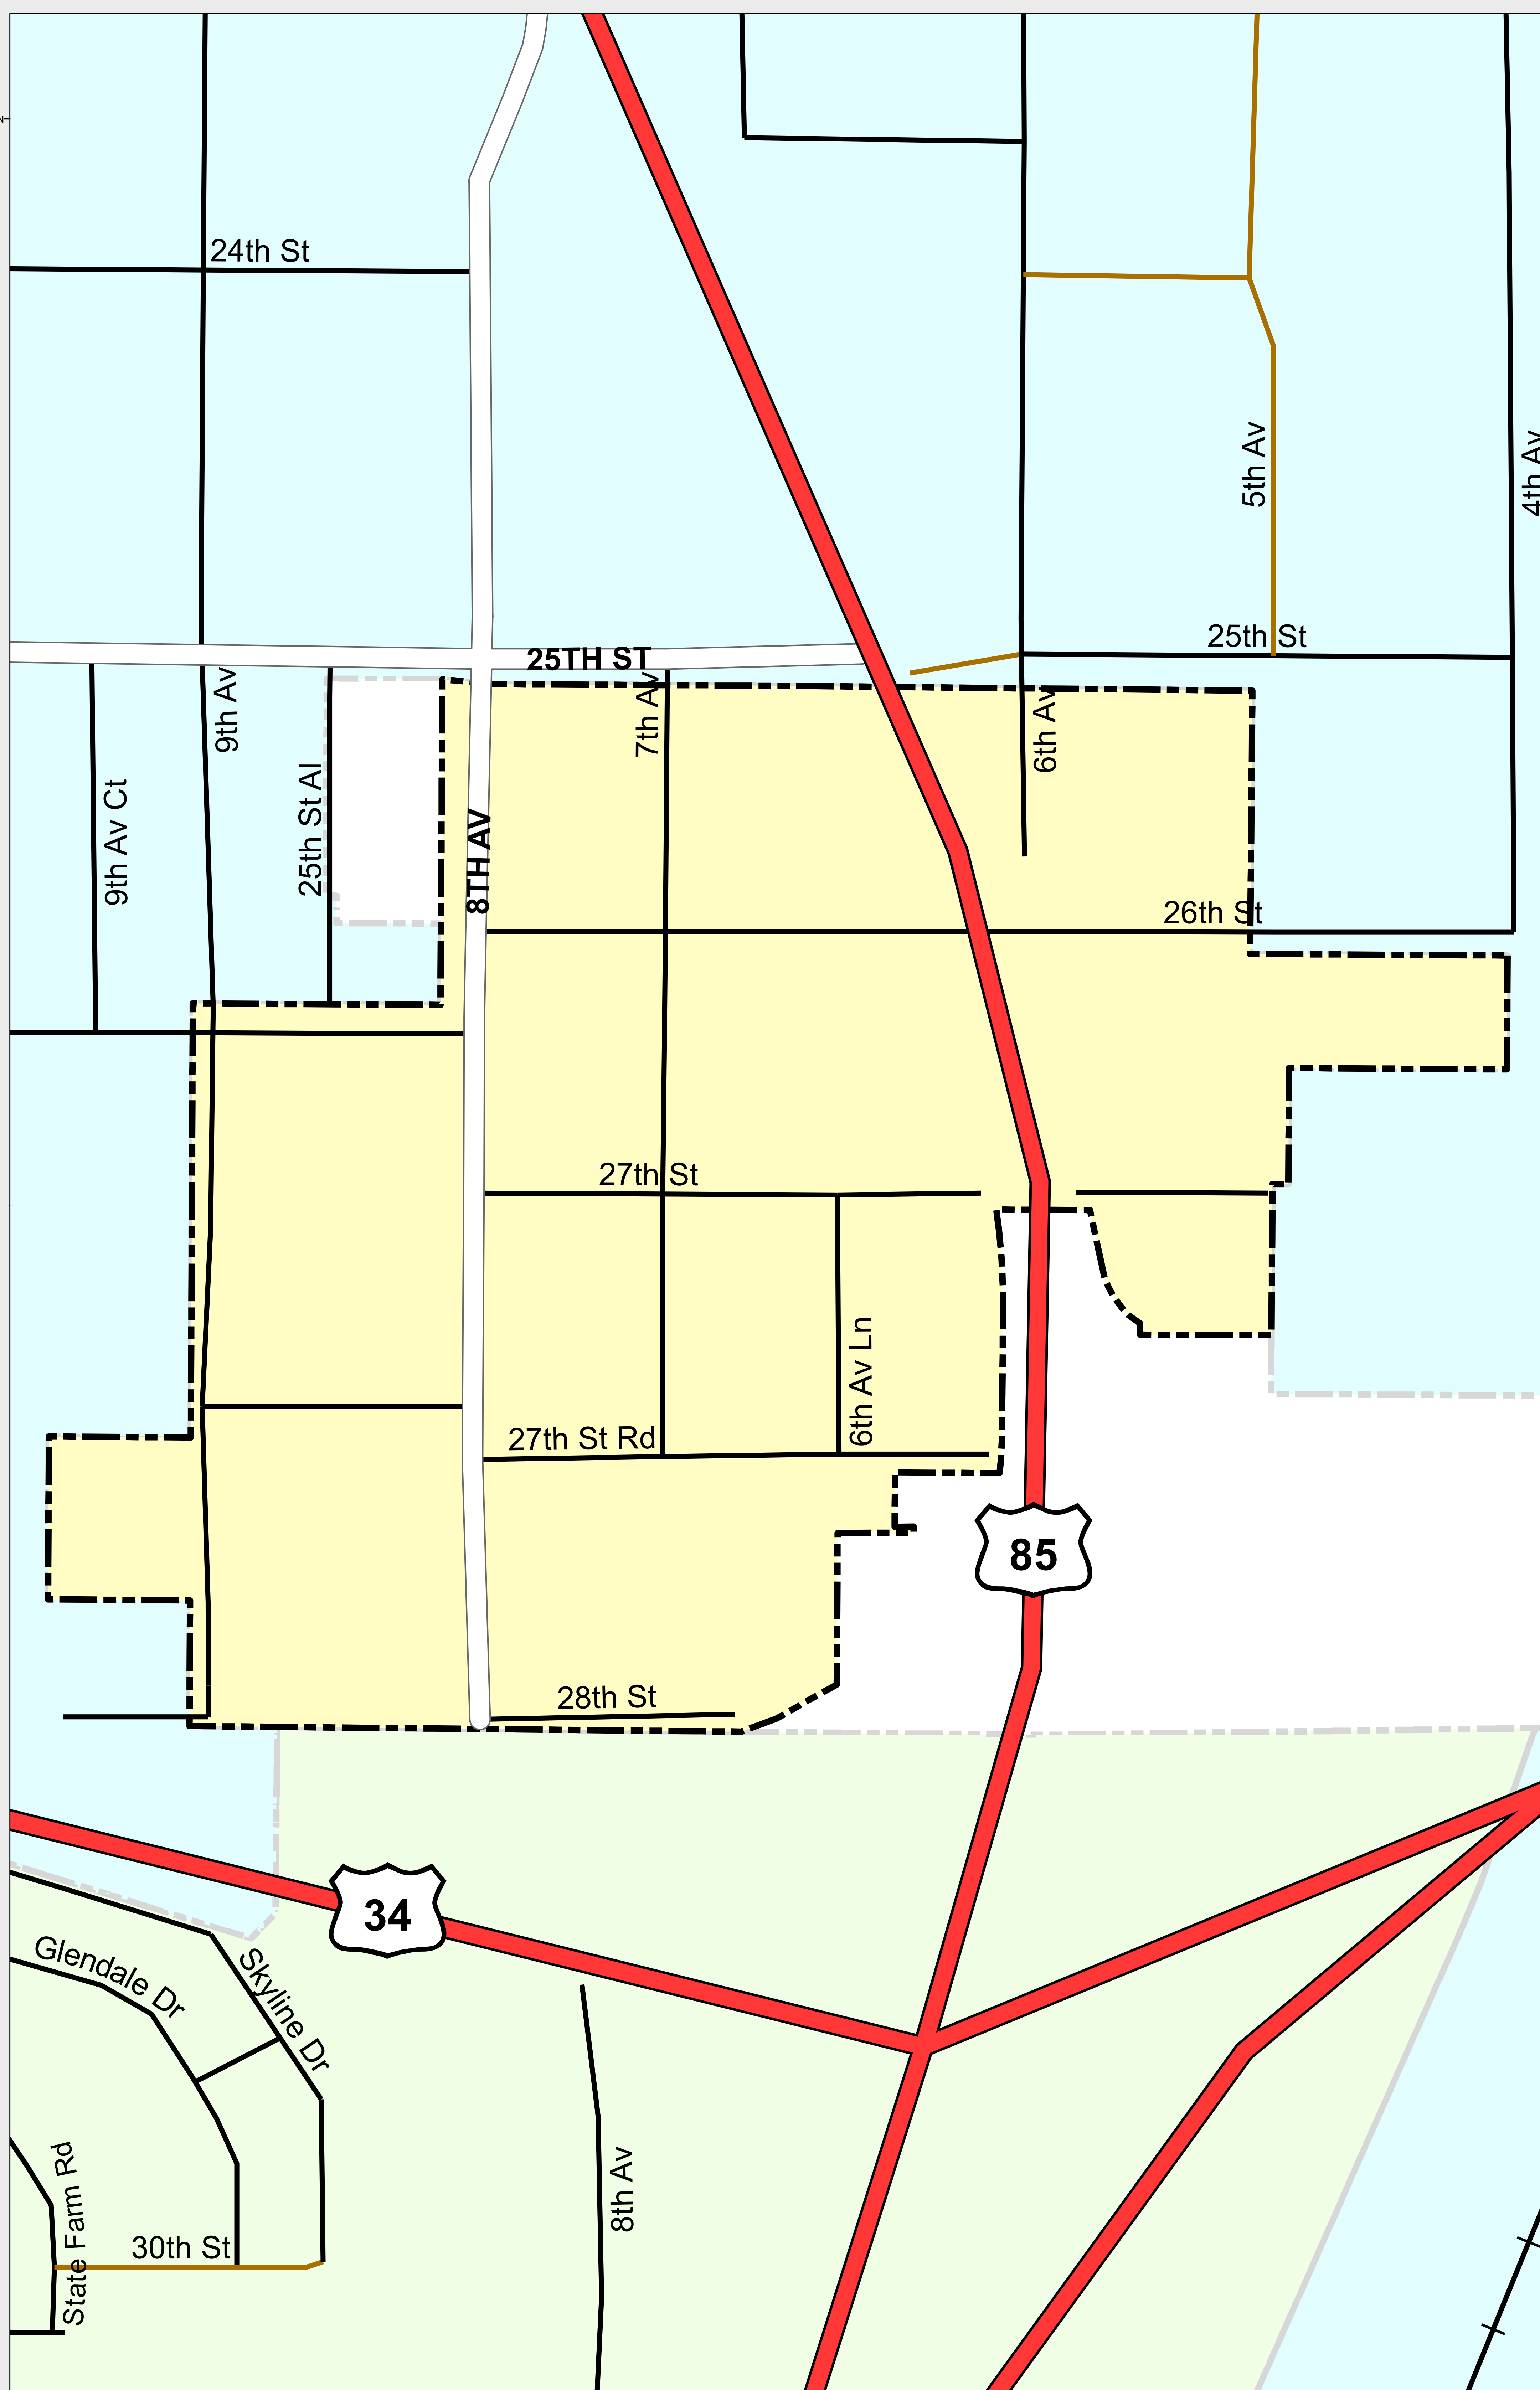 24th St
5th Av
4th Av
25TH ST
25th St
9th Av
7th Av
6th Av
9th Av Ct
25th St Al
8TH AV
26th St
27th St
6th Av Ln
27th St Rd
85
28th St
34
Glendale Dr
Skyline Dr
8th Av
State Farm Rd
30th St